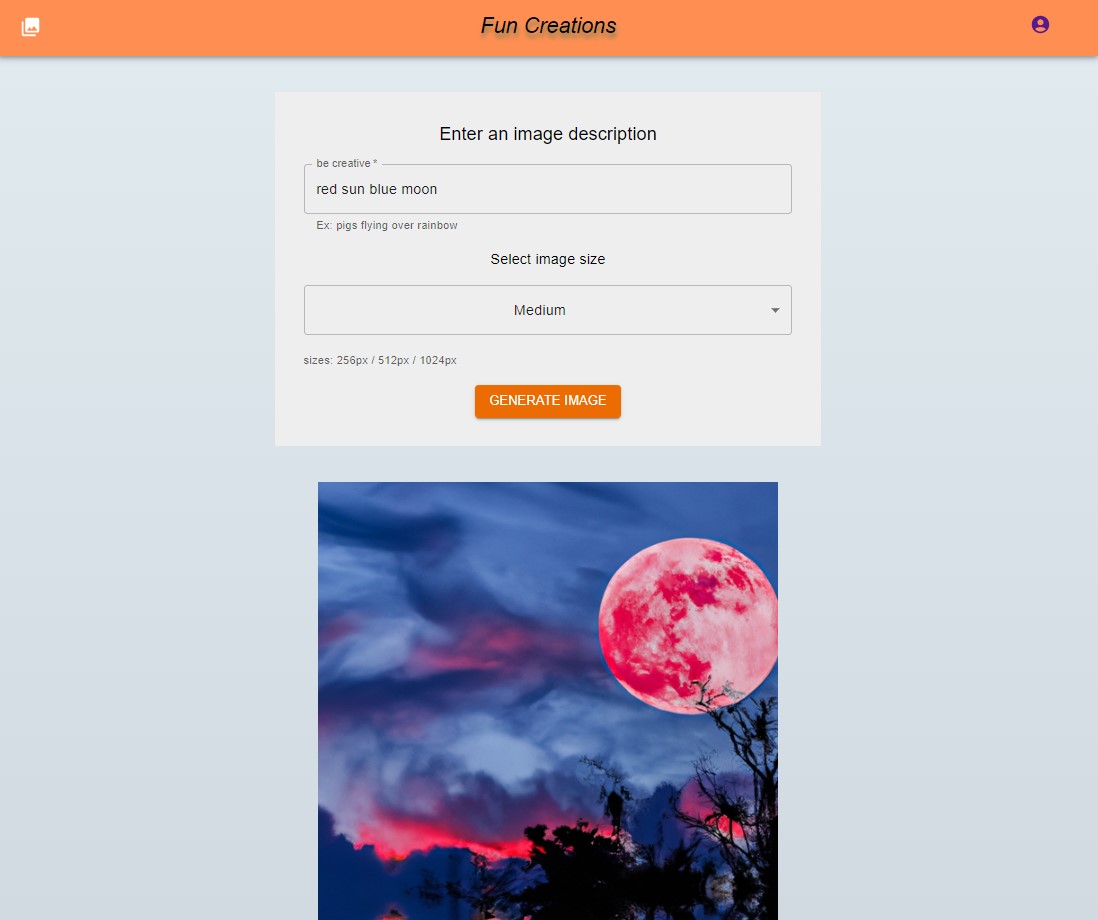 Fun Creations
Enter an image description
be creative *
red sun blue moon
Ex: pigs flying over rainbow
Select image size
Medium
sizes: 256px / 512px / 1024px
GENERATE IMAGE